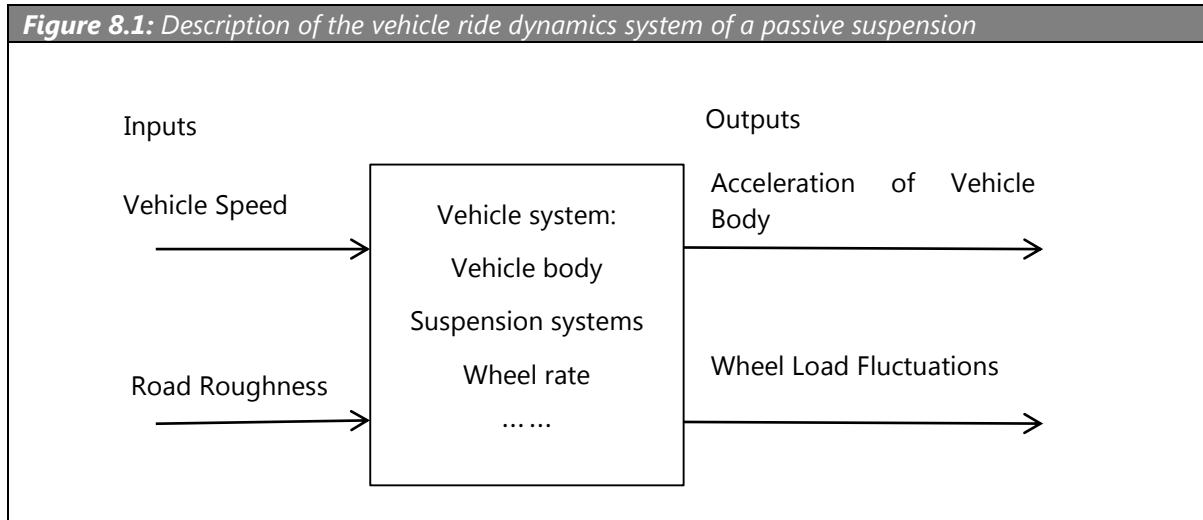 Figure 8.1: Description of the vehicle ride dynamics system of a passive suspension
Inputs
Outputs
Vehicle Speed
Acceleration of Vehicle
Body
Vehicle system:
Vehicle body
Suspension systems
Wheel rate
... ...
Road Roughness
Wheel Load Fluctuations